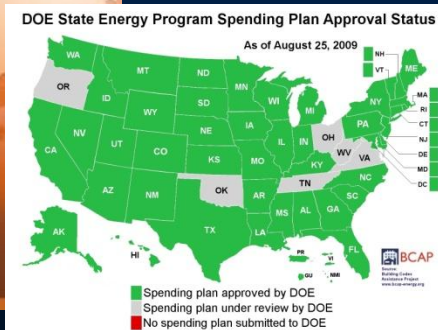 DOE State Energy Program Spending Plan Approval Status
As of August 25, 2009
WA
MT
ND
MN
OR
ID
SD
WI
MI
NY
ME
NH
VT
MA
RI
CT
NJ
DE
MD
DC
WY
NE
IA
PA
NV
UT
CO
KS
MO
IL
IN
OH
WV
VA
KY
CA
AZ
NM
OK
AR
TN
NC
SC
TX
LA
MS
AL
GA
FL
AK
HI
PR
VI
GU
NMI
BCAP
Spending plan approved by DOE
Spending plan under review by DOE
No spending plan submitted to DOE